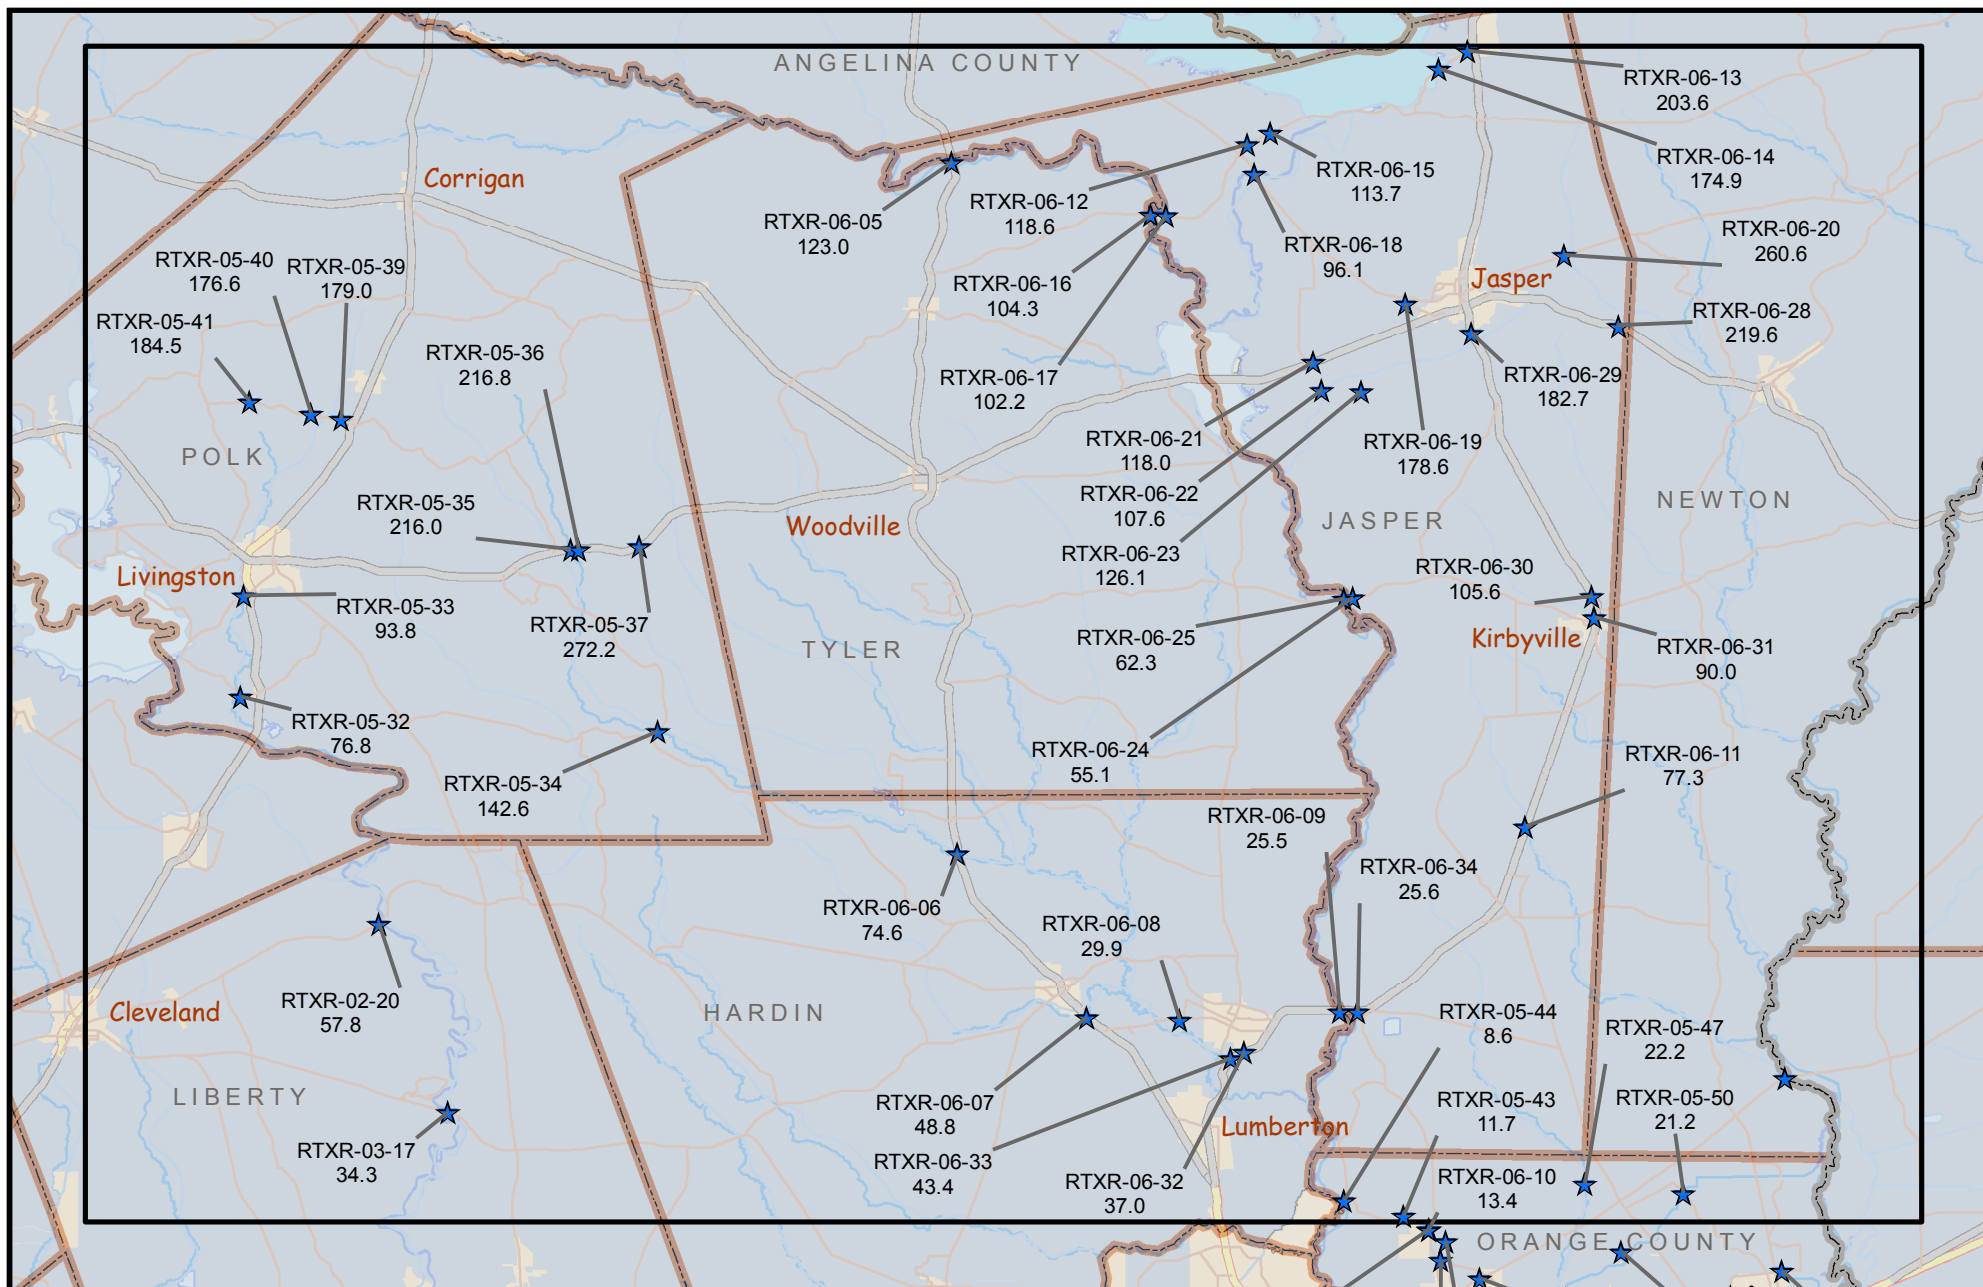 ANGELINA COUNTY
RTXR-06-13
203.6
RTXR-06-14
174.9
RTXR-06-15
113.7
Corrigan
RTXR-06-12
118.6
RTXR-06-05
123.0
RTXR-06-18
96.1
RTXR-06-20
260.6
RTXR-05-40
176.6
RTXR-05-39
179.0
RTXR-06-16
104.3
Jasper
RTXR-06-28
219.6
RTXR-05-41
184.5
RTXR-05-36
216.8
RTXR-06-17
102.2
RTXR-06-29
182.7
RTXR-06-21
118.0
RTXR-06-19
178.6
POLK
RTXR-06-22
107.6
NEWTON
RTXR-05-35
216.0
JASPER
Woodville
RTXR-06-23
126.1
RTXR-06-30
105.6
Livingston
RTXR-05-33
93.8
RTXR-05-37
272.2
TYLER
RTXR-06-25
62.3
Kirbyville
RTXR-06-31
90.0
RTXR-05-32
76.8
RTXR-06-24
55.1
RTXR-06-11
77.3
RTXR-05-34
142.6
RTXR-06-09
25.5
RTXR-06-34
25.6
RTXR-06-06
74.6
RTXR-06-08
29.9
RTXR-02-20
57.8
Cleveland
HARDIN
RTXR-05-44
8.6
RTXR-05-47
22.2
LIBERTY
RTXR-06-07
48.8
RTXR-05-43
11.7
RTXR-05-50
21.2
Lumberton
RTXR-03-17
34.3
RTXR-06-33
43.4
RTXR-06-32
37.0
RTXR-06-10
13.4
ORANGE COUNTY